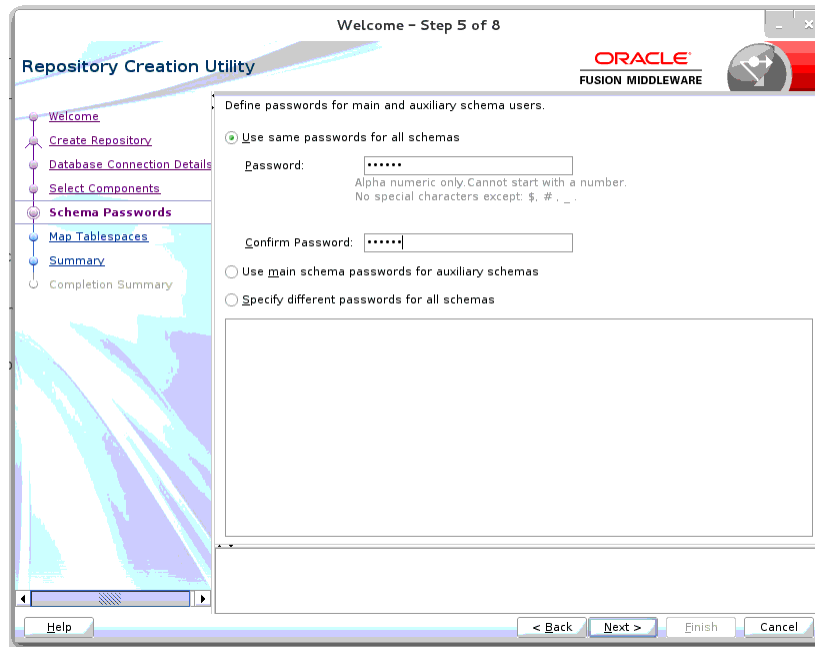 Welcome – Step 5 of 8
Repository Creation Utility
ORACLE®
FUSION MIDDLEWARE
Welcome
Create Repository
Database Connection Details
Select Components
Schema Passwords
Map Tablespaces
Summary
Completion Summary
Define passwords for main and auxiliary schema users.
Use same passwords for all schemas
Password: ••••••
Alpha numeric only.Cannot start with a number.
No special characters except: $, # , _ .
Confirm Password: ••••••
Use main schema passwords for auxiliary schemas
Specify different passwords for all schemas
Help
< Back
Next >
Finish
Cancel